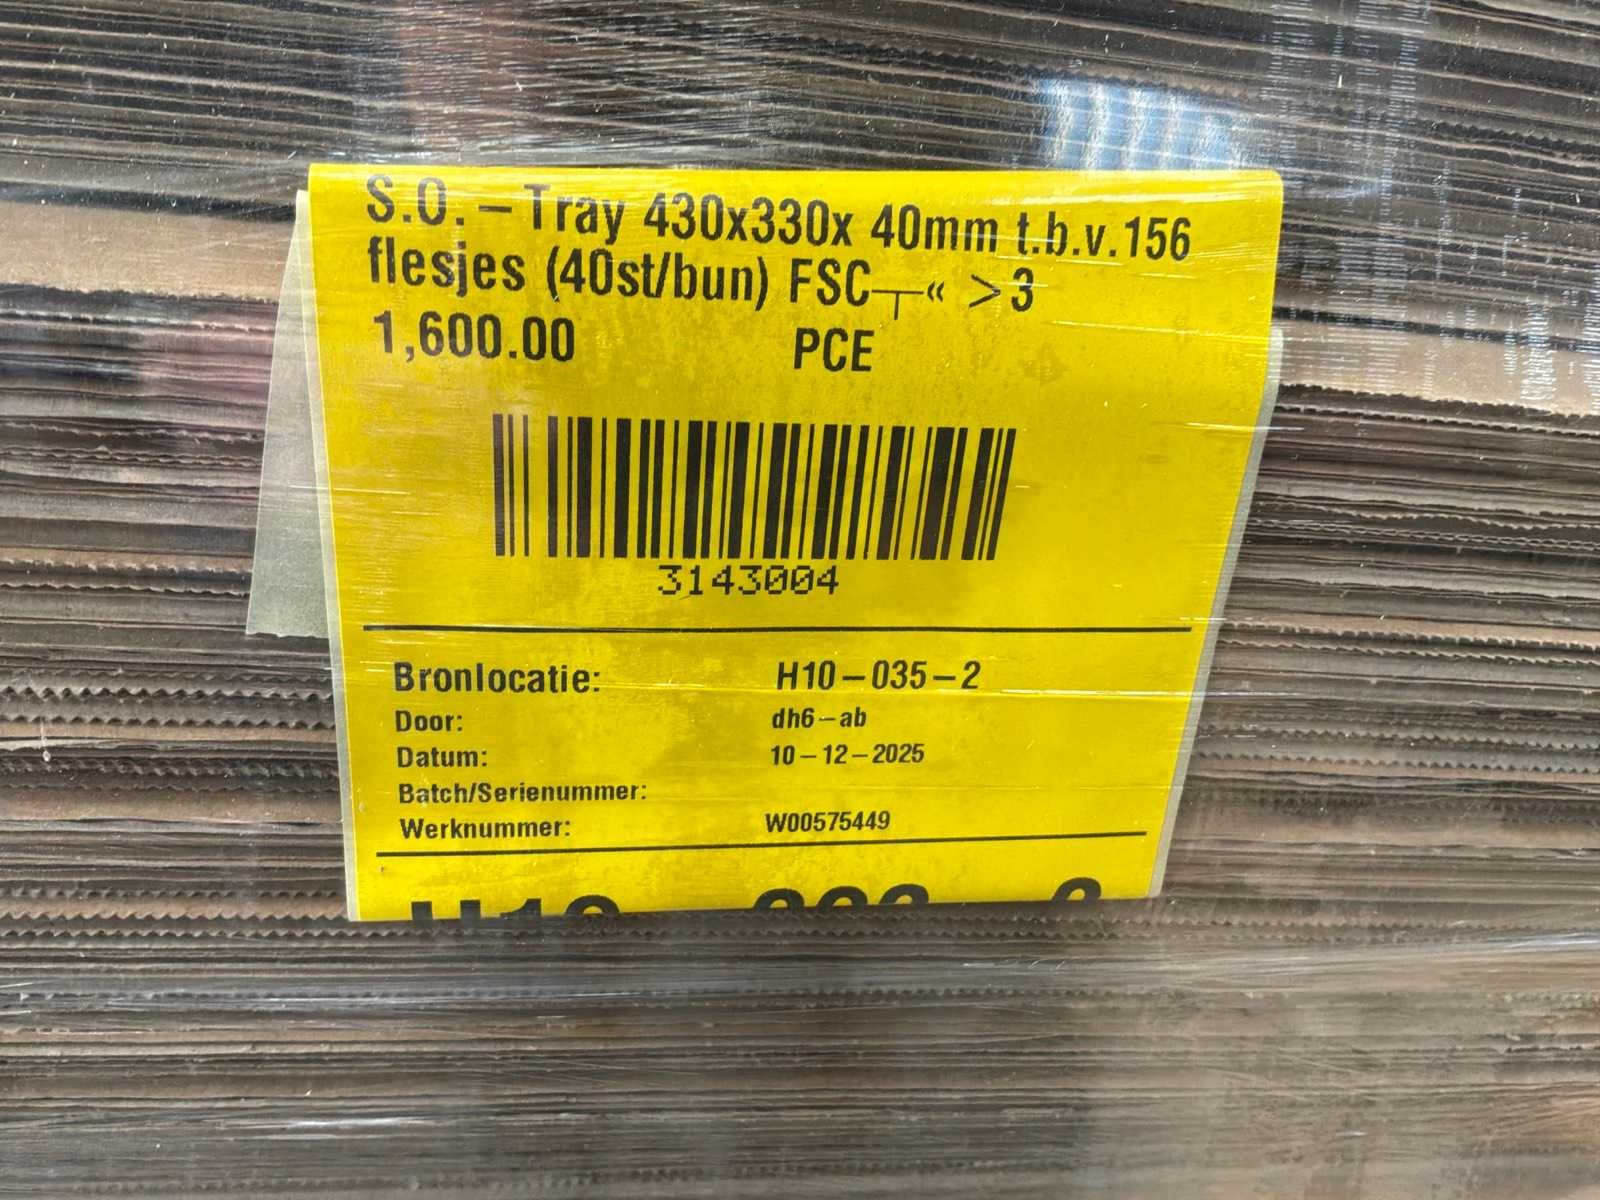 S.O. - Tray 430x330x 40mm t.b.v. 156
flesjes (40st/bun) FSC┬« >3
1,600.00 PCE
3143004
Bronlocatie: H10-035-2
Door: dh6-ab
Datum: 10-12-2025
Batch/Serienummer:
Werknummer: W00575449